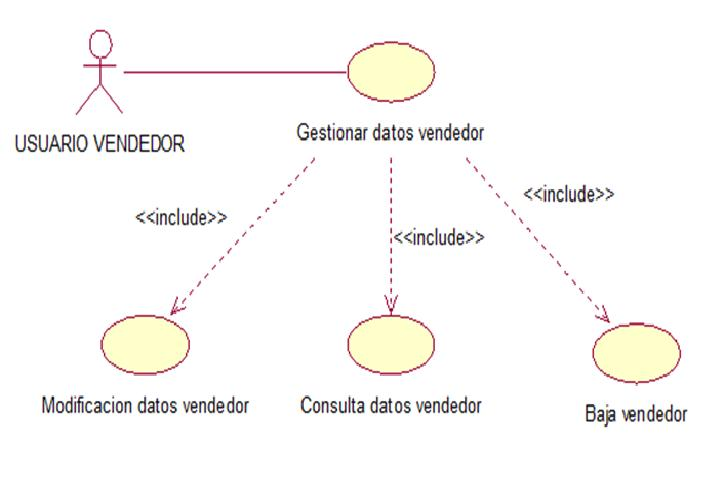 USUARIO VENDEDOR
Gestionar datos vendedor
<<include>>
<<include>>
<<include>>
Modificacion datos vendedor
Consulta datos vendedor
Baja vendedor